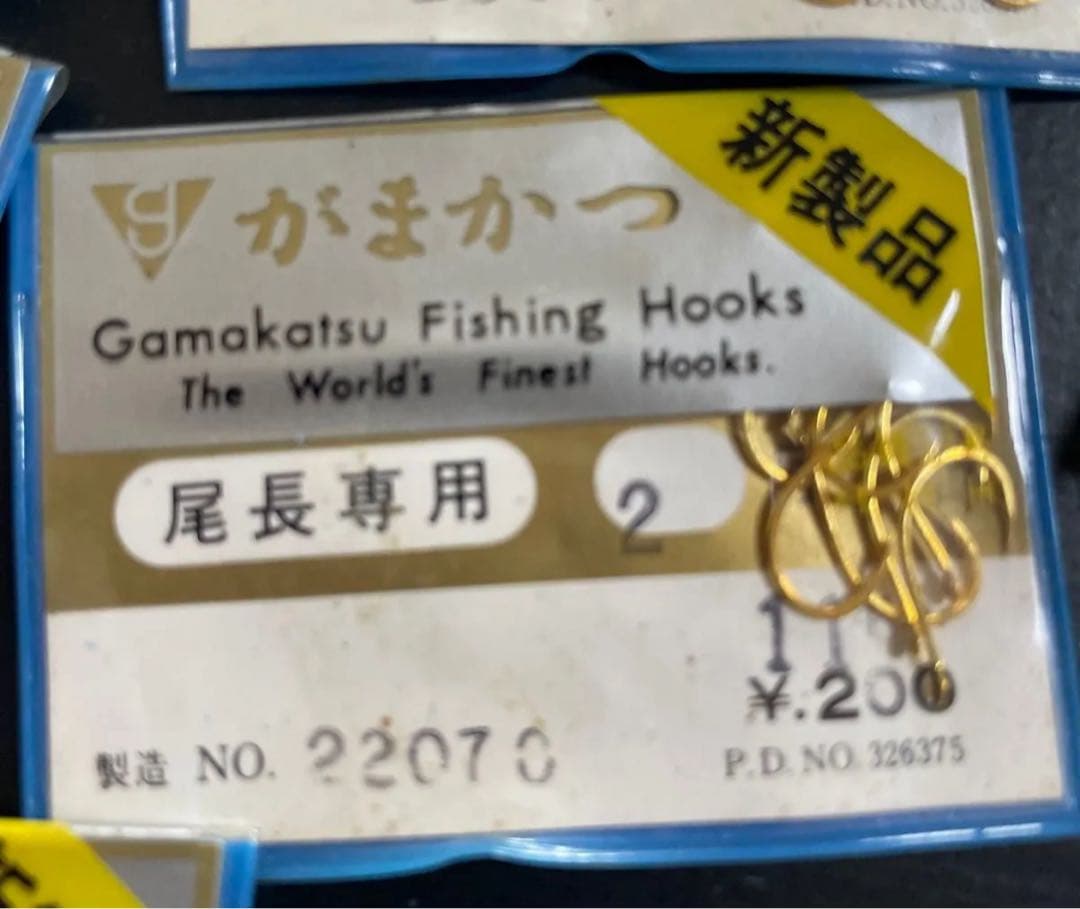 がまかつ
新製品
Gamakatsu Fishing Hooks
The World's Finest Hooks.
尾長専用 2
¥.200
製造 NO. 22070
P.D. NO. 326375